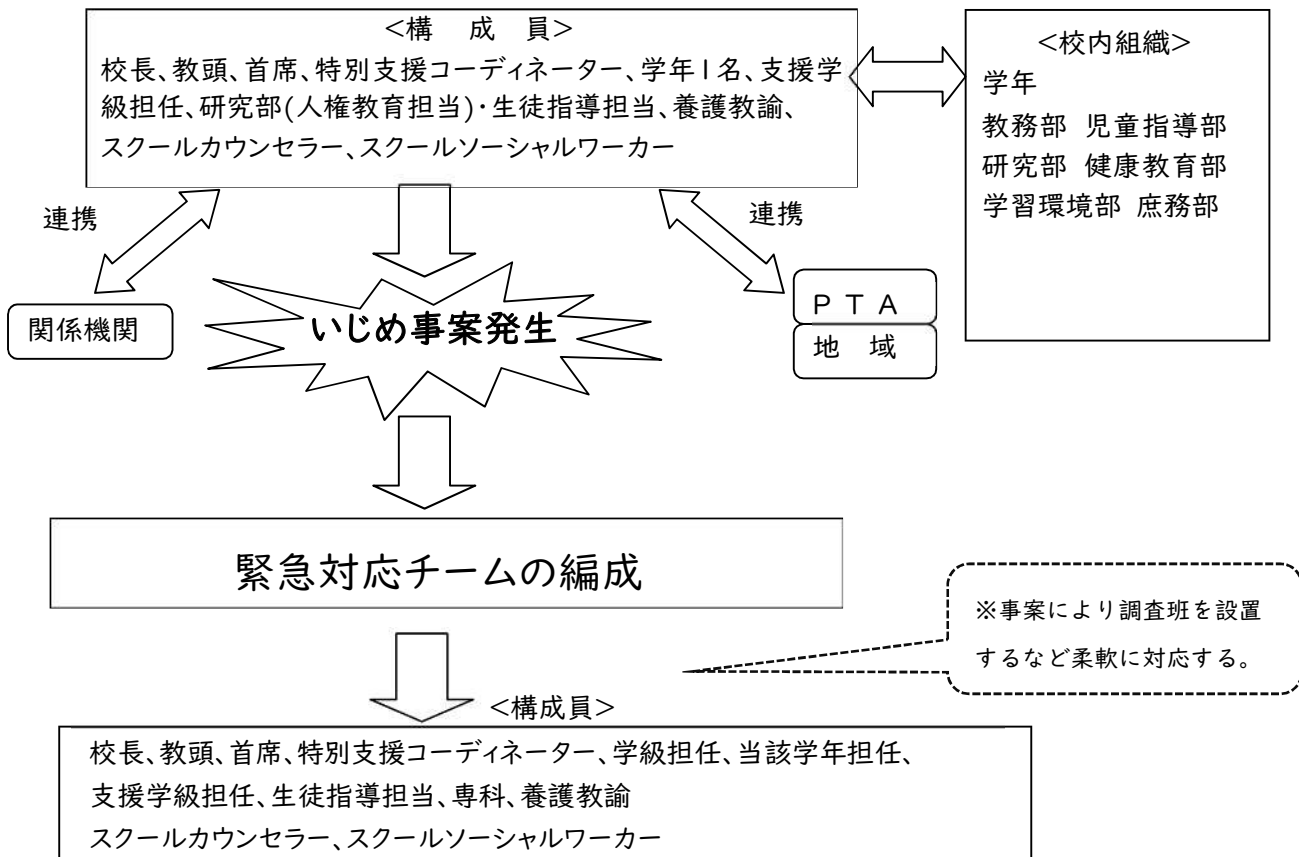 <構 成 員>
校長、教頭、首席、特別支援コーディネーター、学年1名、支援学
級担任、研究部(人権教育担当)・生徒指導担当、養護教諭、
スクールカウンセラー、スクールソーシャルワーカー
<校内組織>
学年
教務部 児童指導部
研究部 健康教育部
学習環境部 庶務部
連携
連携
関係機関
いじめ事案発生
ＰＴＡ
地 域
緊急対応チームの編成
※事案により調査班を設置
するなど柔軟に対応する。
<構成員>
校長、教頭、首席、特別支援コーディネーター、学級担任、当該学年担任、
支援学級担任、生徒指導担当、専科、養護教諭
スクールカウンセラー、スクールソーシャルワーカー